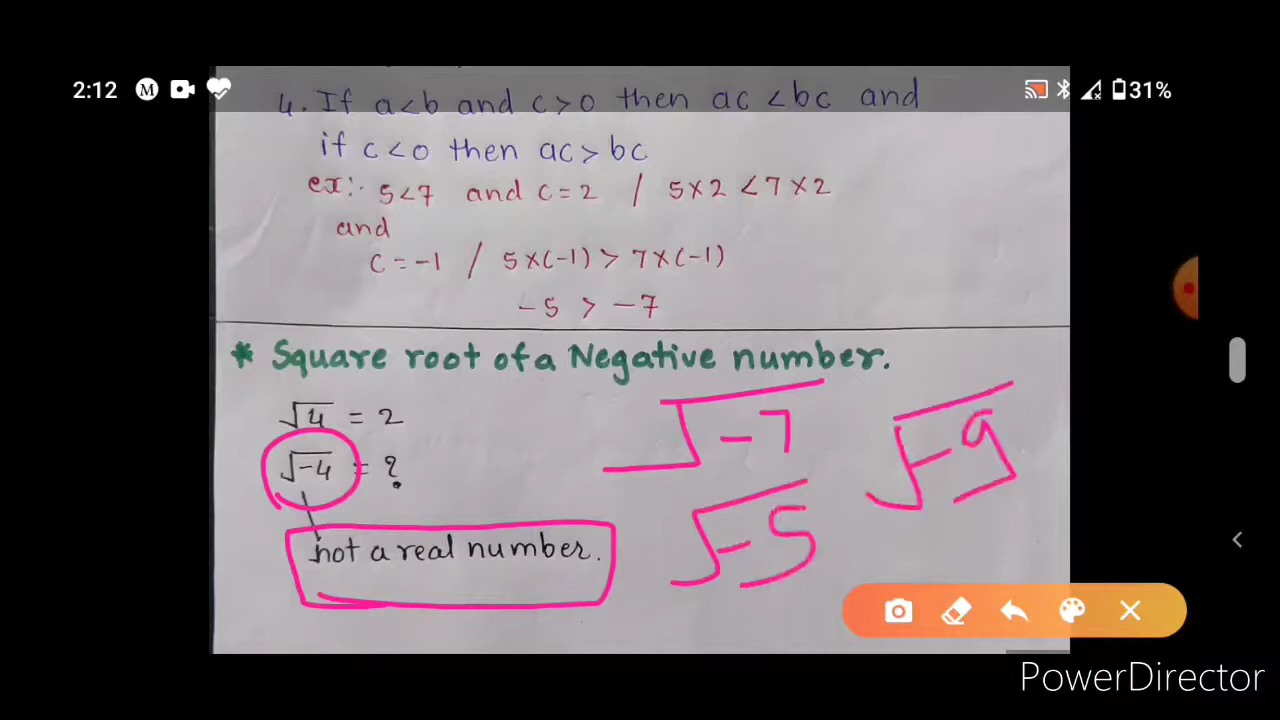 2:12 M 31%
4. If a<b and c>0 then ac <bc and
if c<0 then ac> bc
ex:- 5<7 and c=2 / 5×2 <7×2
and
c=-1 / 5×(-1)> 7×(-1)
-5 > -7
* Square root of a Negative number.
√4 = 2
√-4 = ?
not a real number.
√-7
√-9
√-5
PowerDirector